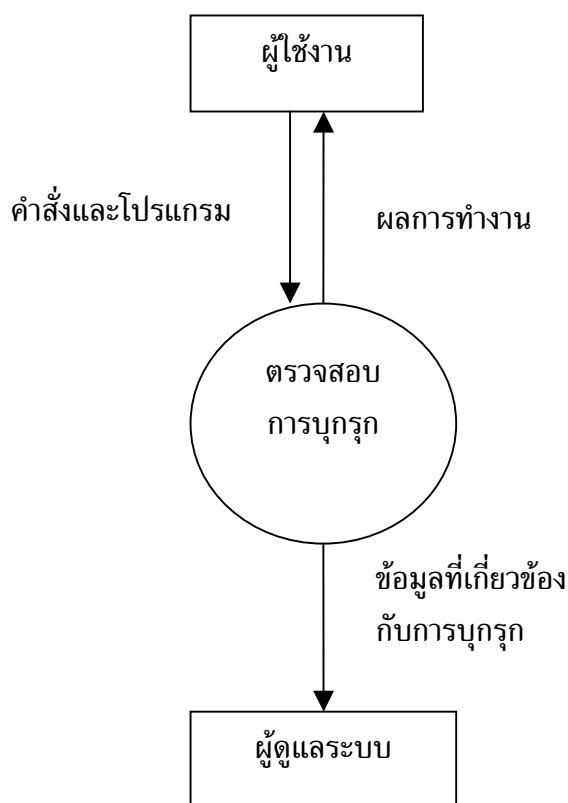 ผู้ใช้งาน
คำสั่งและโปรแกรม
ผลการทำงาน
ตรวจสอบ
การบุกรุก
ข้อมูลที่เกี่ยวข้อง
กับการบุกรุก
ผู้ดูแลระบบ